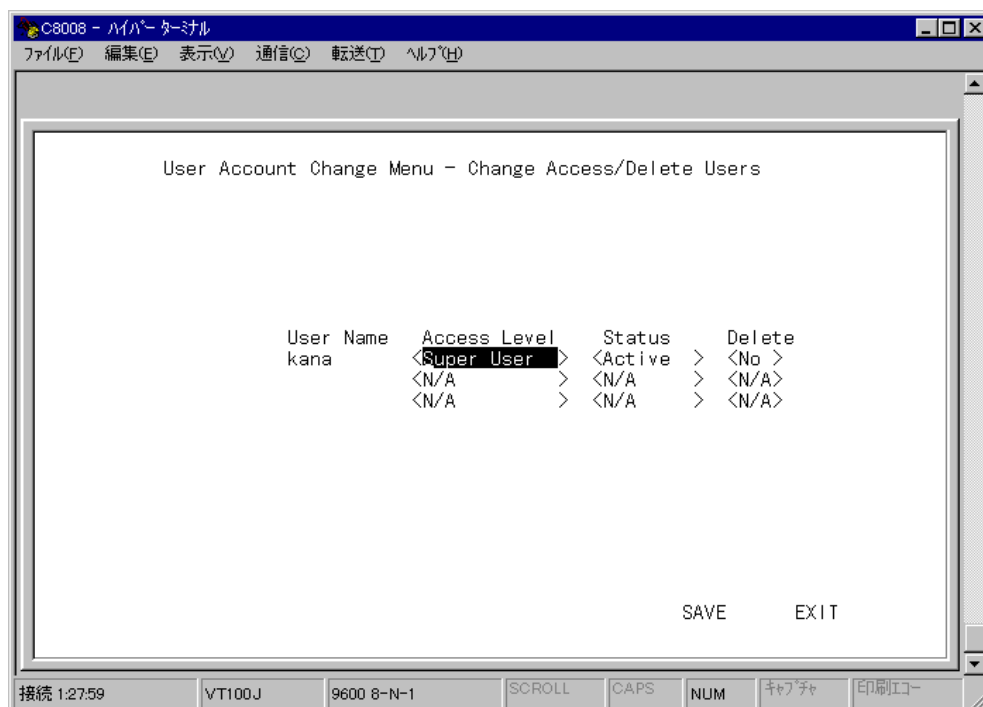 C8008 - ﾊｲﾊﾟｰ ﾀｰﾐﾅﾙ
ﾌｧｲﾙ(F) 編集(E) 表示(V) 通信(C) 転送(T) ﾍﾙﾌﾟ(H)
User Account Change Menu - Change Access/Delete Users
User Name Access Level Status Delete
kana <Super User > <Active > <No >
<N/A > <N/A > <N/A>
<N/A > <N/A > <N/A>
SAVE EXIT
接続 1:27:59 VT100J 9600 8-N-1 SCROLL CAPS NUM ｷｬﾌﾟﾁｬ 印刷ｴｺｰ